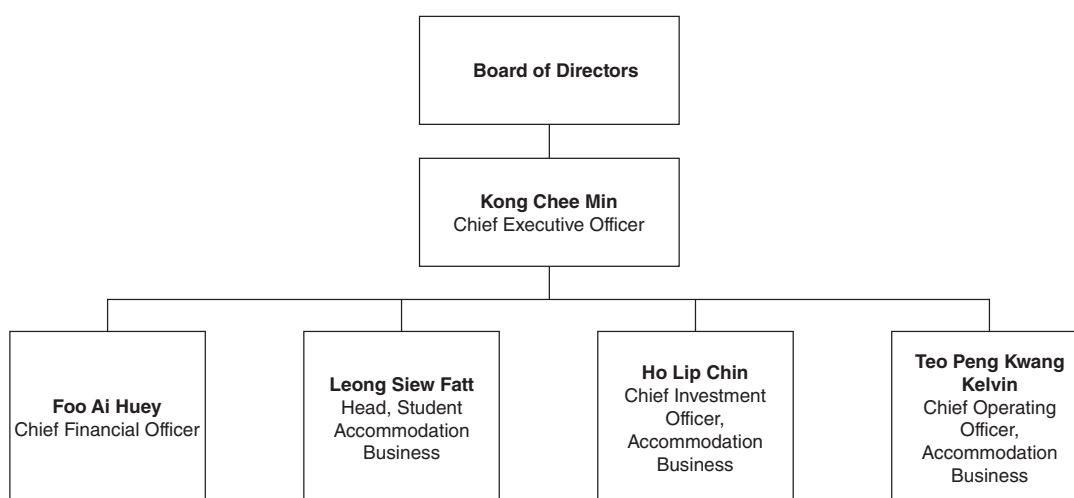 Board of Directors
Kong Chee Min
Chief Executive Officer
Foo Ai Huey
Chief Financial Officer
Leong Siew Fatt
Head, Student
Accommodation
Business
Ho Lip Chin
Chief Investment
Officer,
Accommodation
Business
Teo Peng Kwang
Kelvin
Chief Operating
Officer,
Accommodation
Business